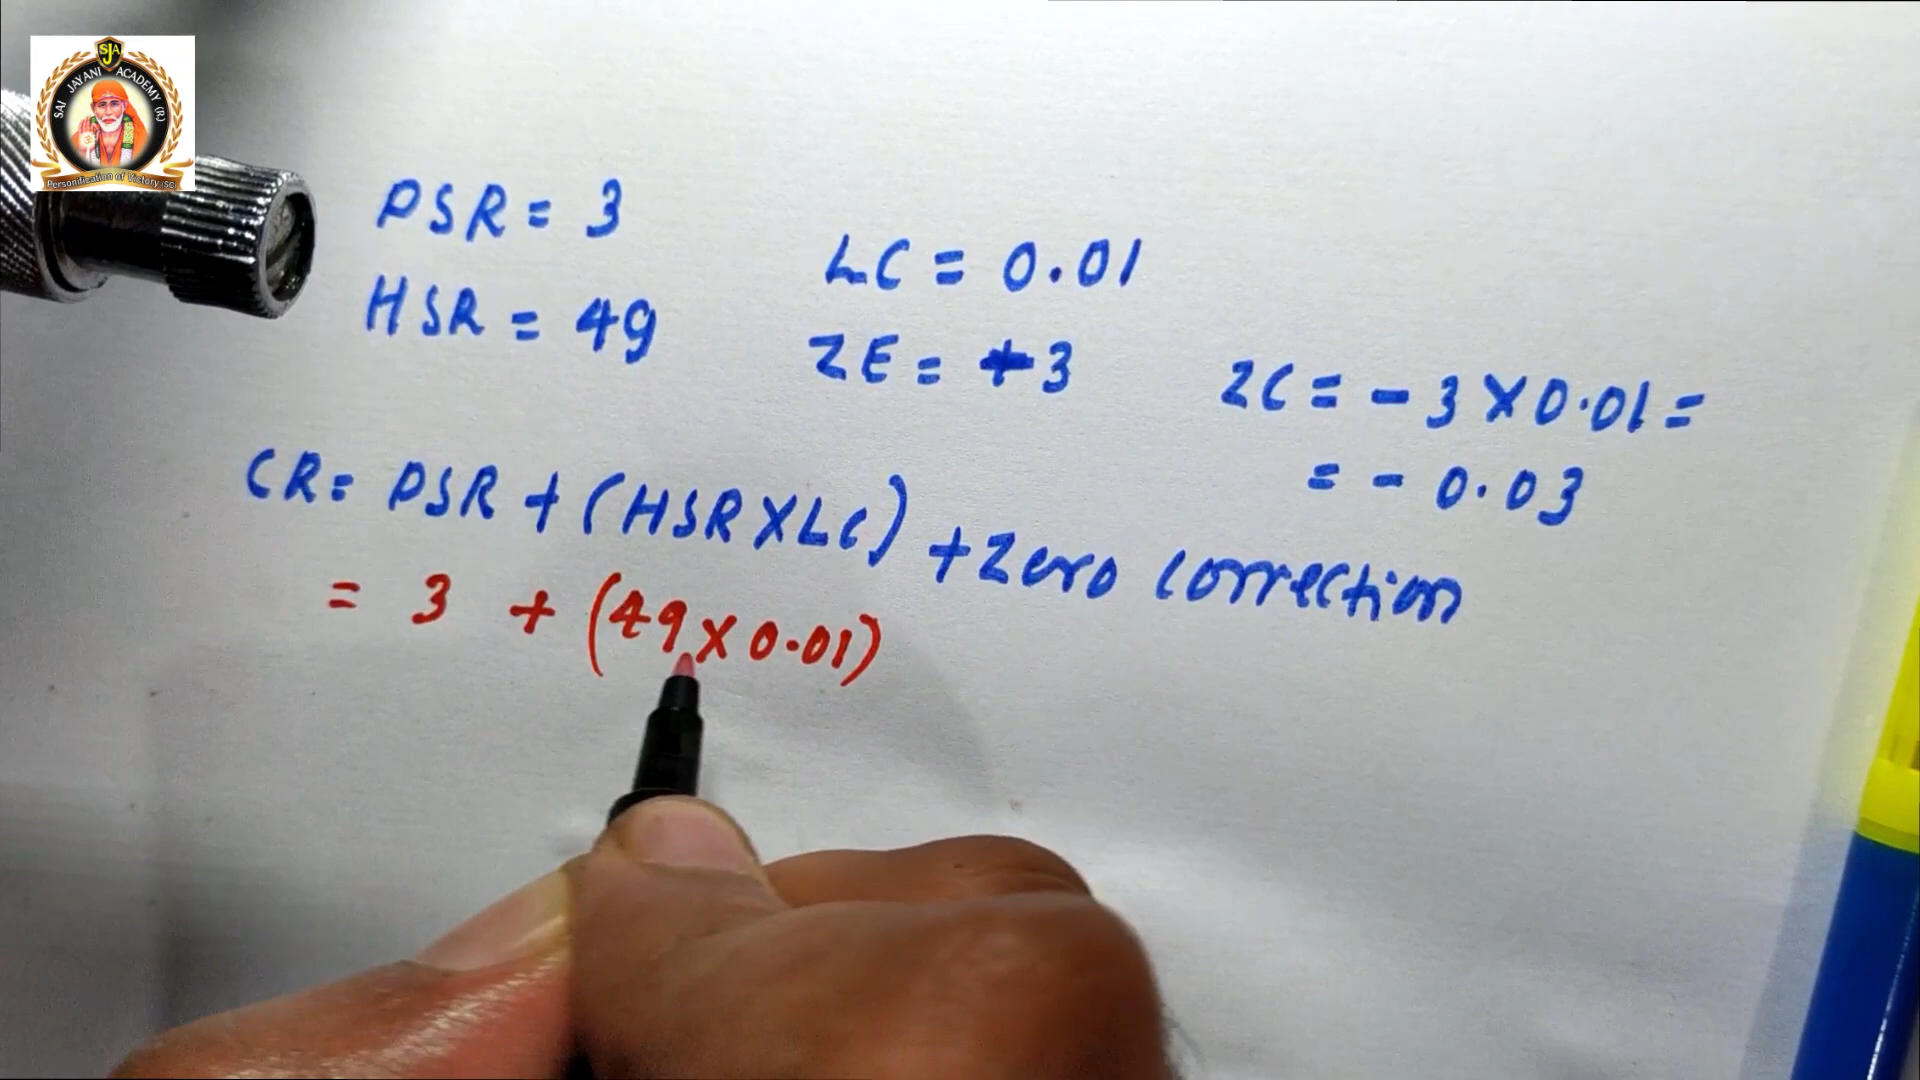 SJA
SAI JAYANI ACADEMY (R)
Personification of Victory (SC)
PSR = 3
HSR = 49
LC = 0.01
ZE = +3
ZC = - 3 X 0.01 =
= - 0.03
CR = PSR + (HSR X LC) + Zero correction
= 3 + (49 X 0.01)